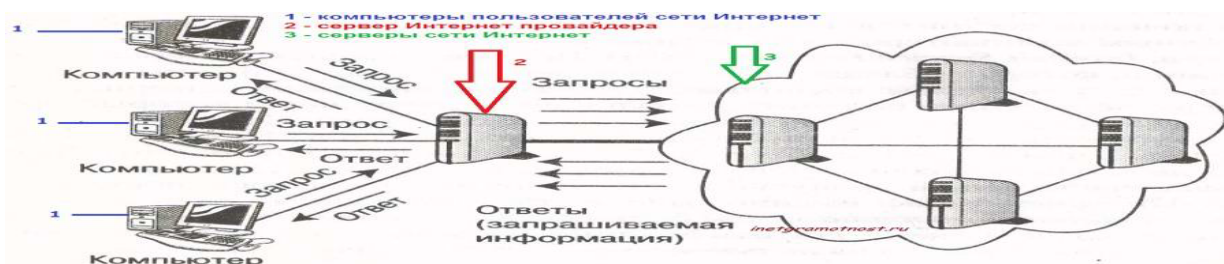 1 - компьютеры пользователей сети Интернет
2 - сервер Интернет провайдера
3 - серверы сети Интернет
1
Компьютер
Запрос
Ответ
2
Запросы
3
1
Запрос
Компьютер
Ответ
Запрос
Ответ
1
Компьютер
Ответы
(запрашиваемая
информация)
inetgramotnost.ru